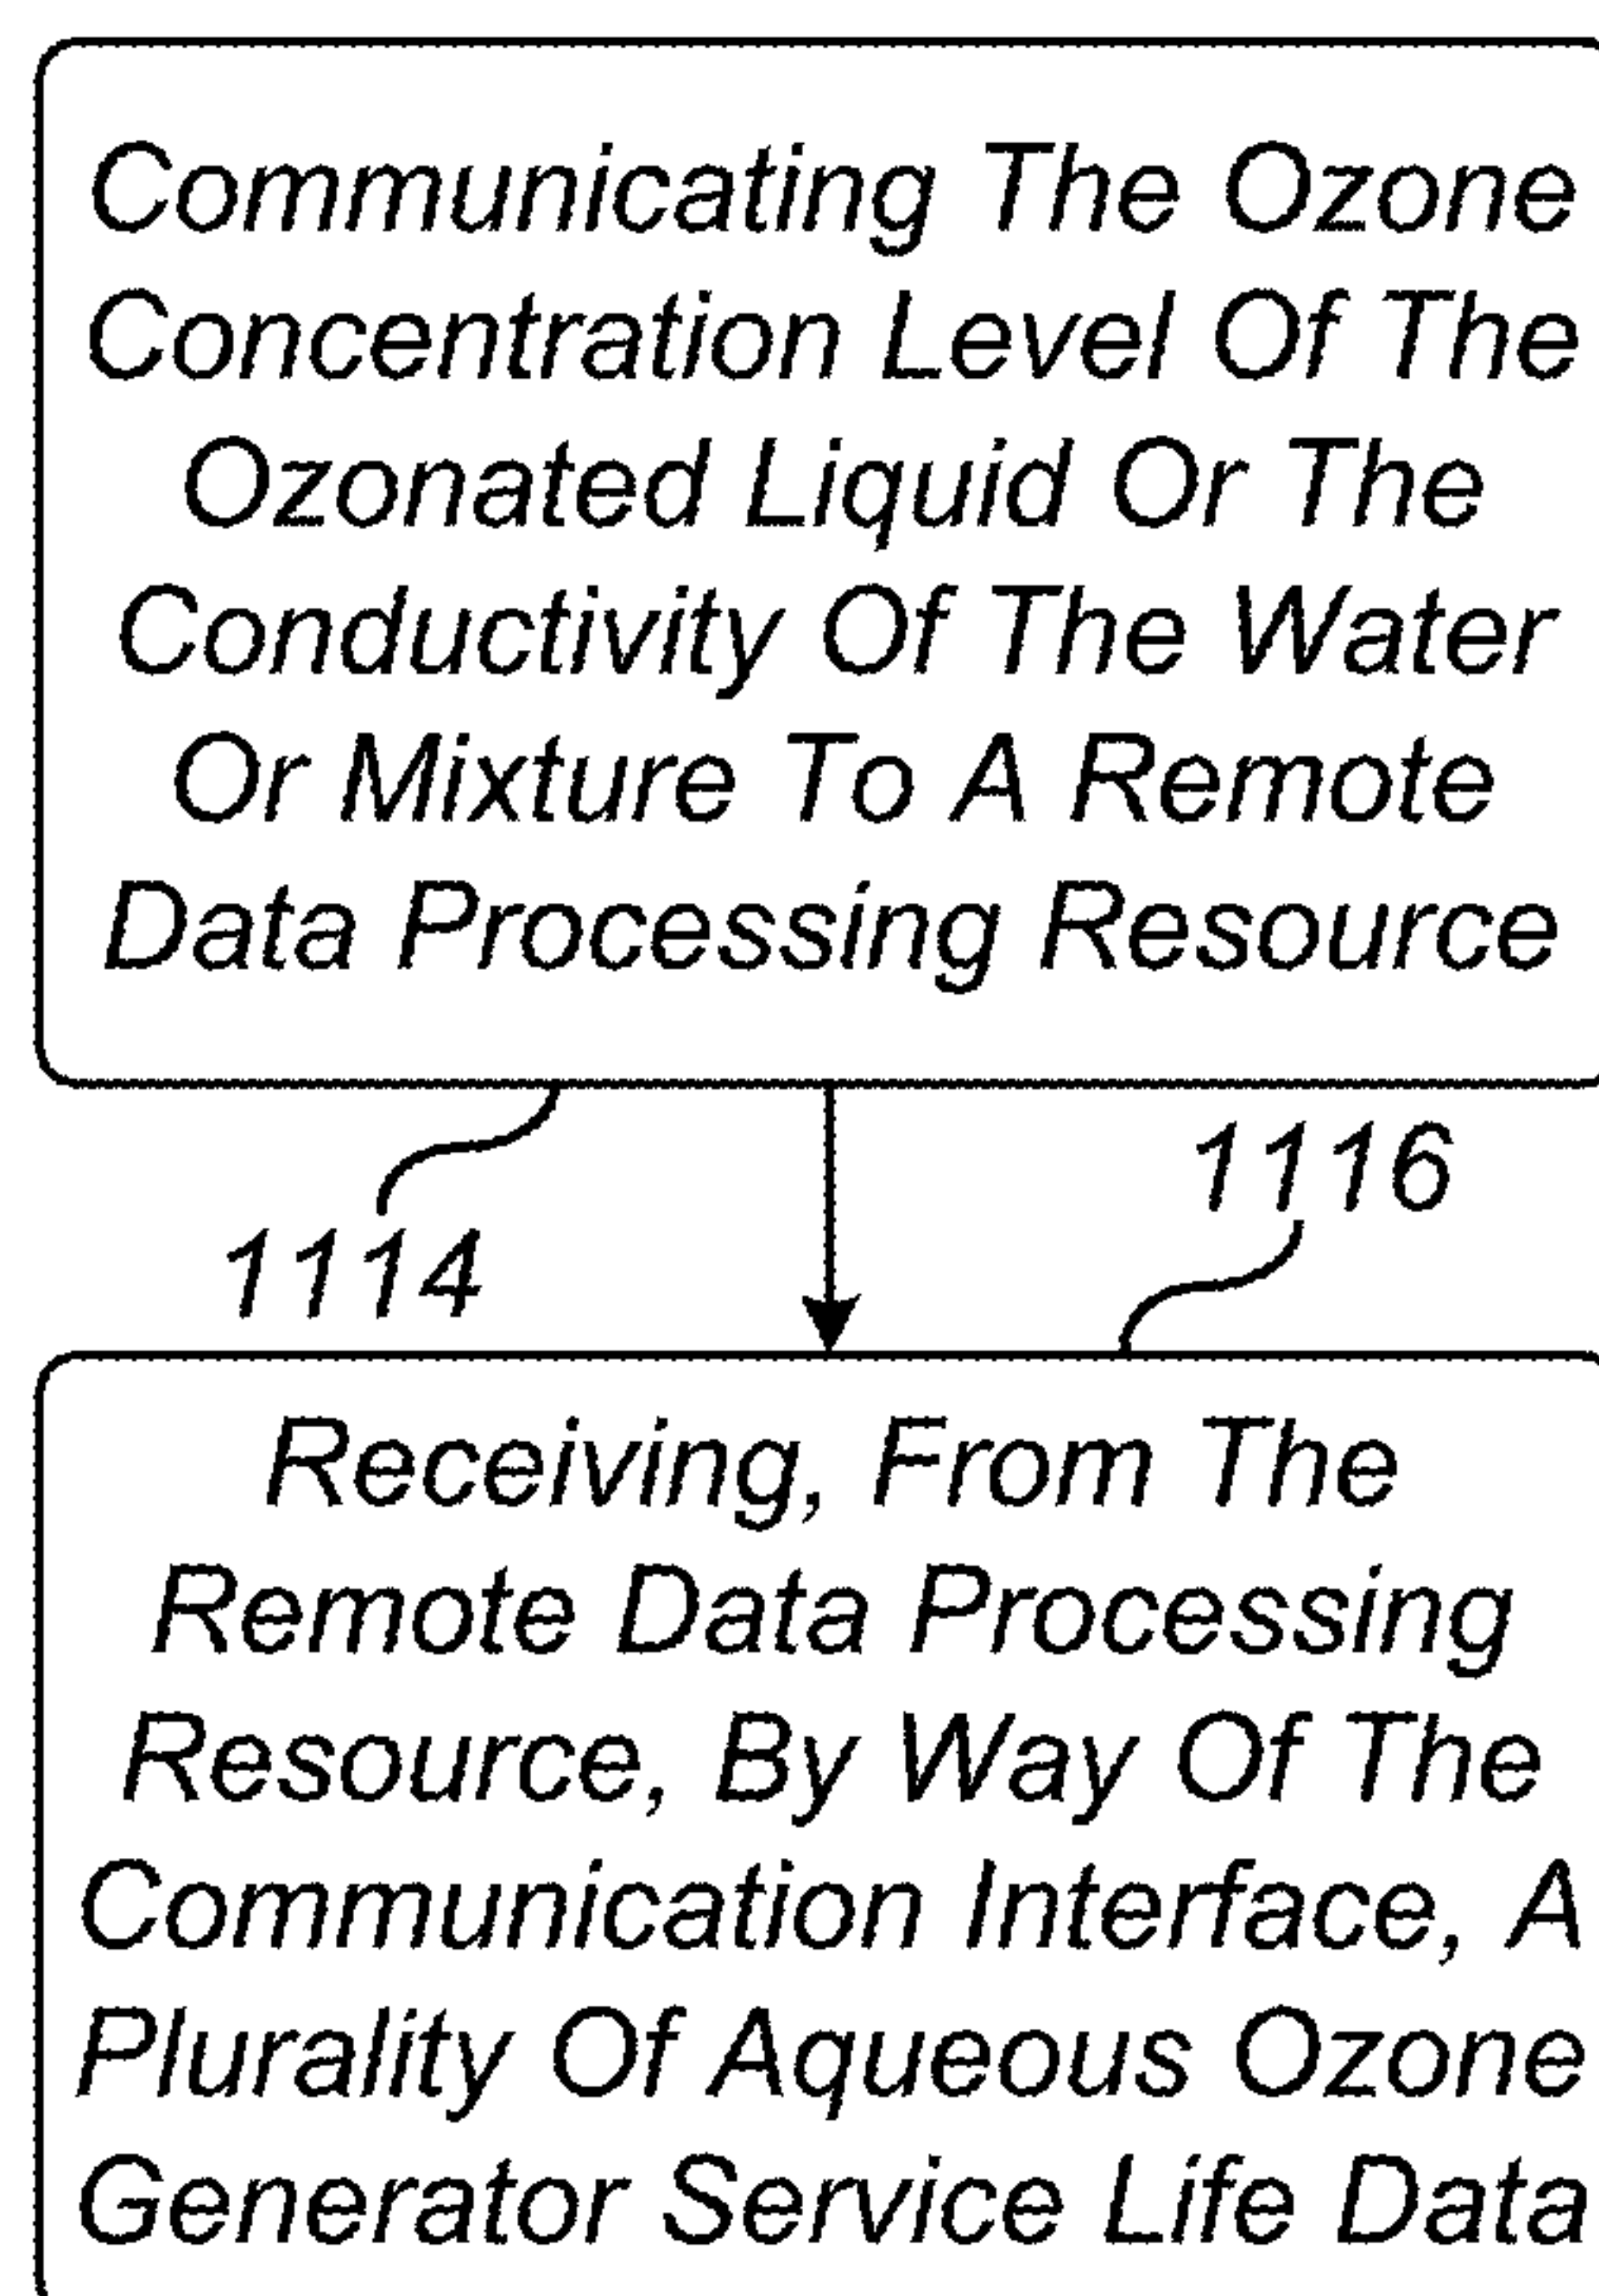 Communicating The Ozone
Concentration Level Of The
Ozonated Liquid Or The
Conductivity Of The Water
Or Mixture To A Remote
Data Processing Resource
1116
1114
Receiving, From The
Remote Data Processing
Resource, By Way Of The
Communication Interface, A
Plurality Of Aqueous Ozone
Generator Service Life Data